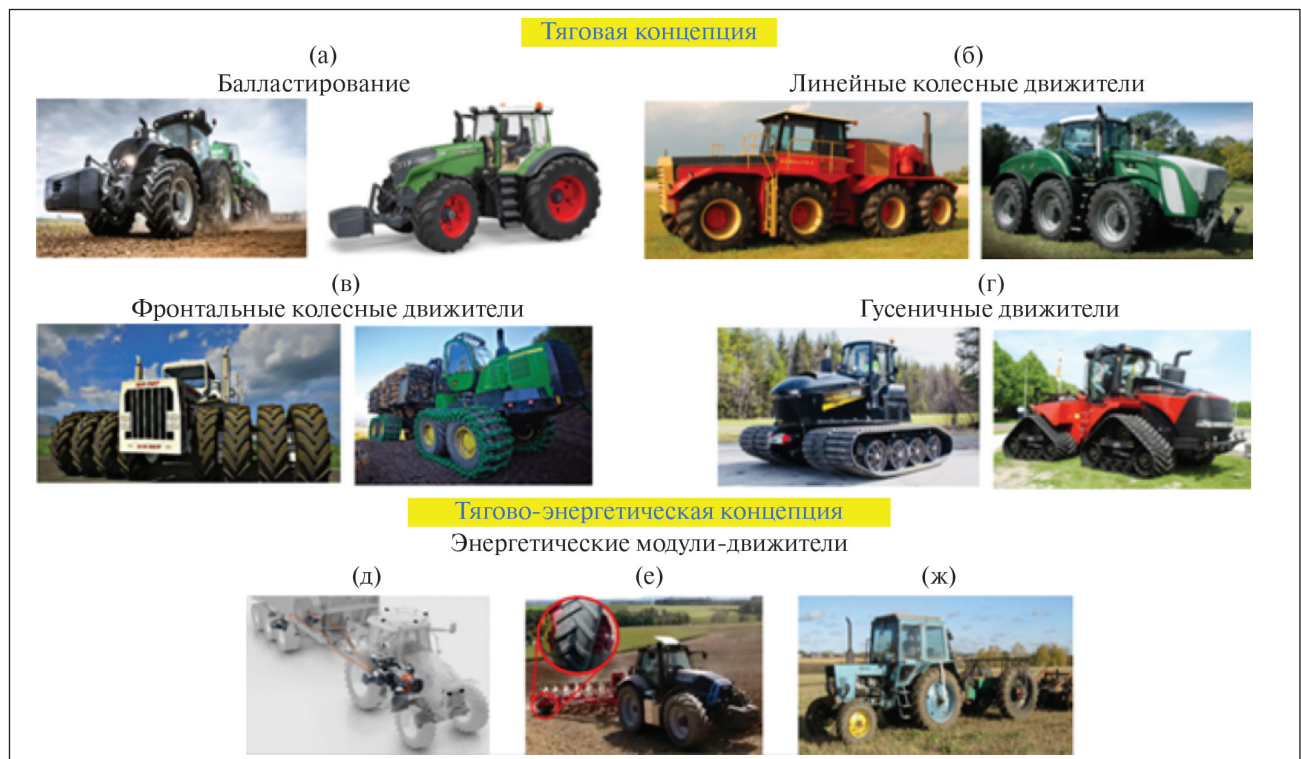 Тяговая концепция
(а)
Балластирование
(б)
Линейные колесные движители
(в)
Фронтальные колесные движители
(г)
Гусеничные движители
Тягово-энергетическая концепция
Энергетические модули-движители
(д)
(е)
(ж)